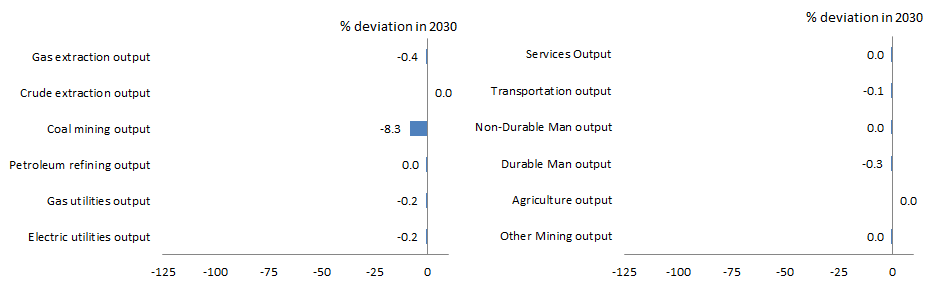 % deviation in 2030
Gas extraction output -0.4
Crude extraction output 0.0
Coal mining output -8.3
Petroleum refining output 0.0
Gas utilities output -0.2
Electric utilities output -0.2
-125 -100 -75 -50 -25 0
% deviation in 2030
Services Output 0.0
Transportation output -0.1
Non-Durable Man output 0.0
Durable Man output -0.3
Agriculture output 0.0
Other Mining output 0.0
-125 -100 -75 -50 -25 0